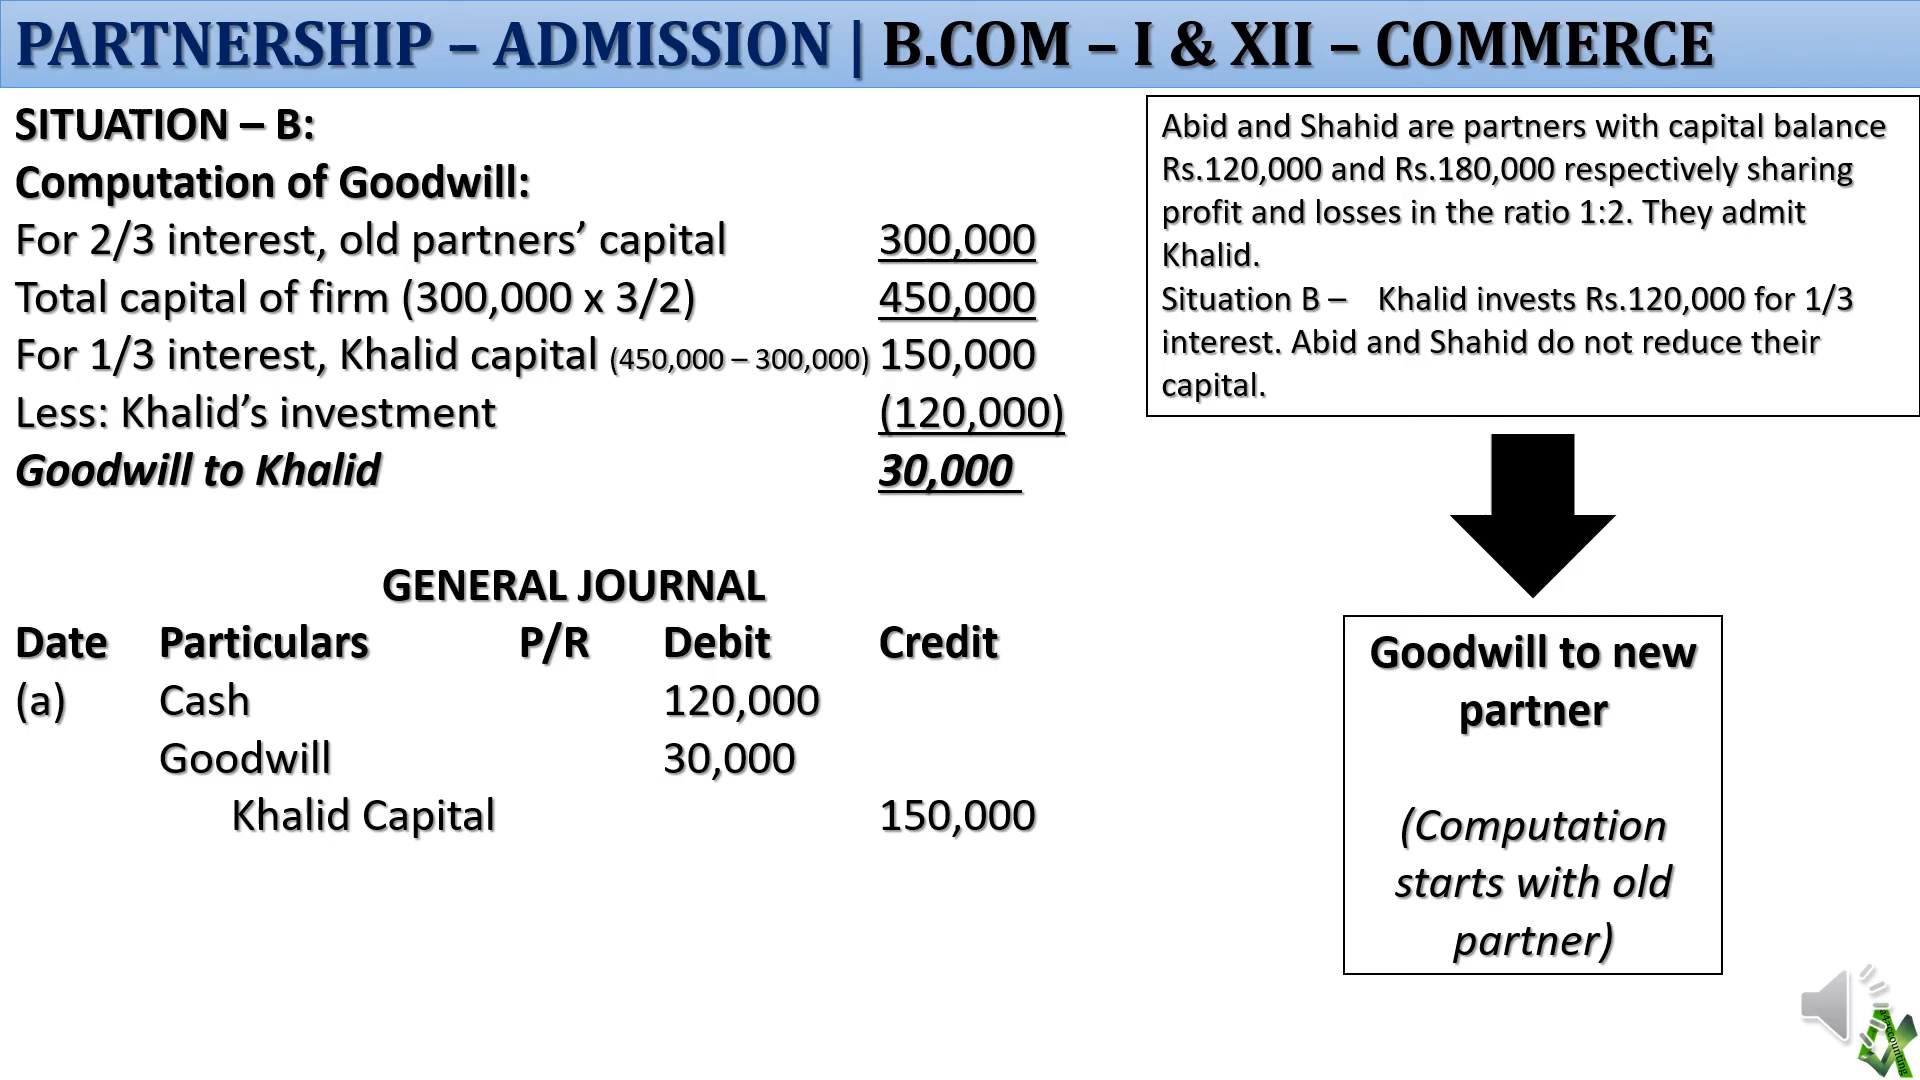 PARTNERSHIP – ADMISSION | B.COM – I & XII – COMMERCE
SITUATION – B:
Computation of Goodwill:
For 2/3 interest, old partners’ capital 300,000
Total capital of firm (300,000 x 3/2) 450,000
For 1/3 interest, Khalid capital (450,000 – 300,000) 150,000
Less: Khalid’s investment (120,000)
Goodwill to Khalid 30,000
GENERAL JOURNAL
Date Particulars P/R Debit Credit
(a) Cash 120,000
Goodwill 30,000
Khalid Capital 150,000
Abid and Shahid are partners with capital balance
Rs.120,000 and Rs.180,000 respectively sharing
profit and losses in the ratio 1:2. They admit
Khalid.
Situation B – Khalid invests Rs.120,000 for 1/3
interest. Abid and Shahid do not reduce their
capital.
Goodwill to new
partner
(Computation
starts with old
partner)
a4accounting